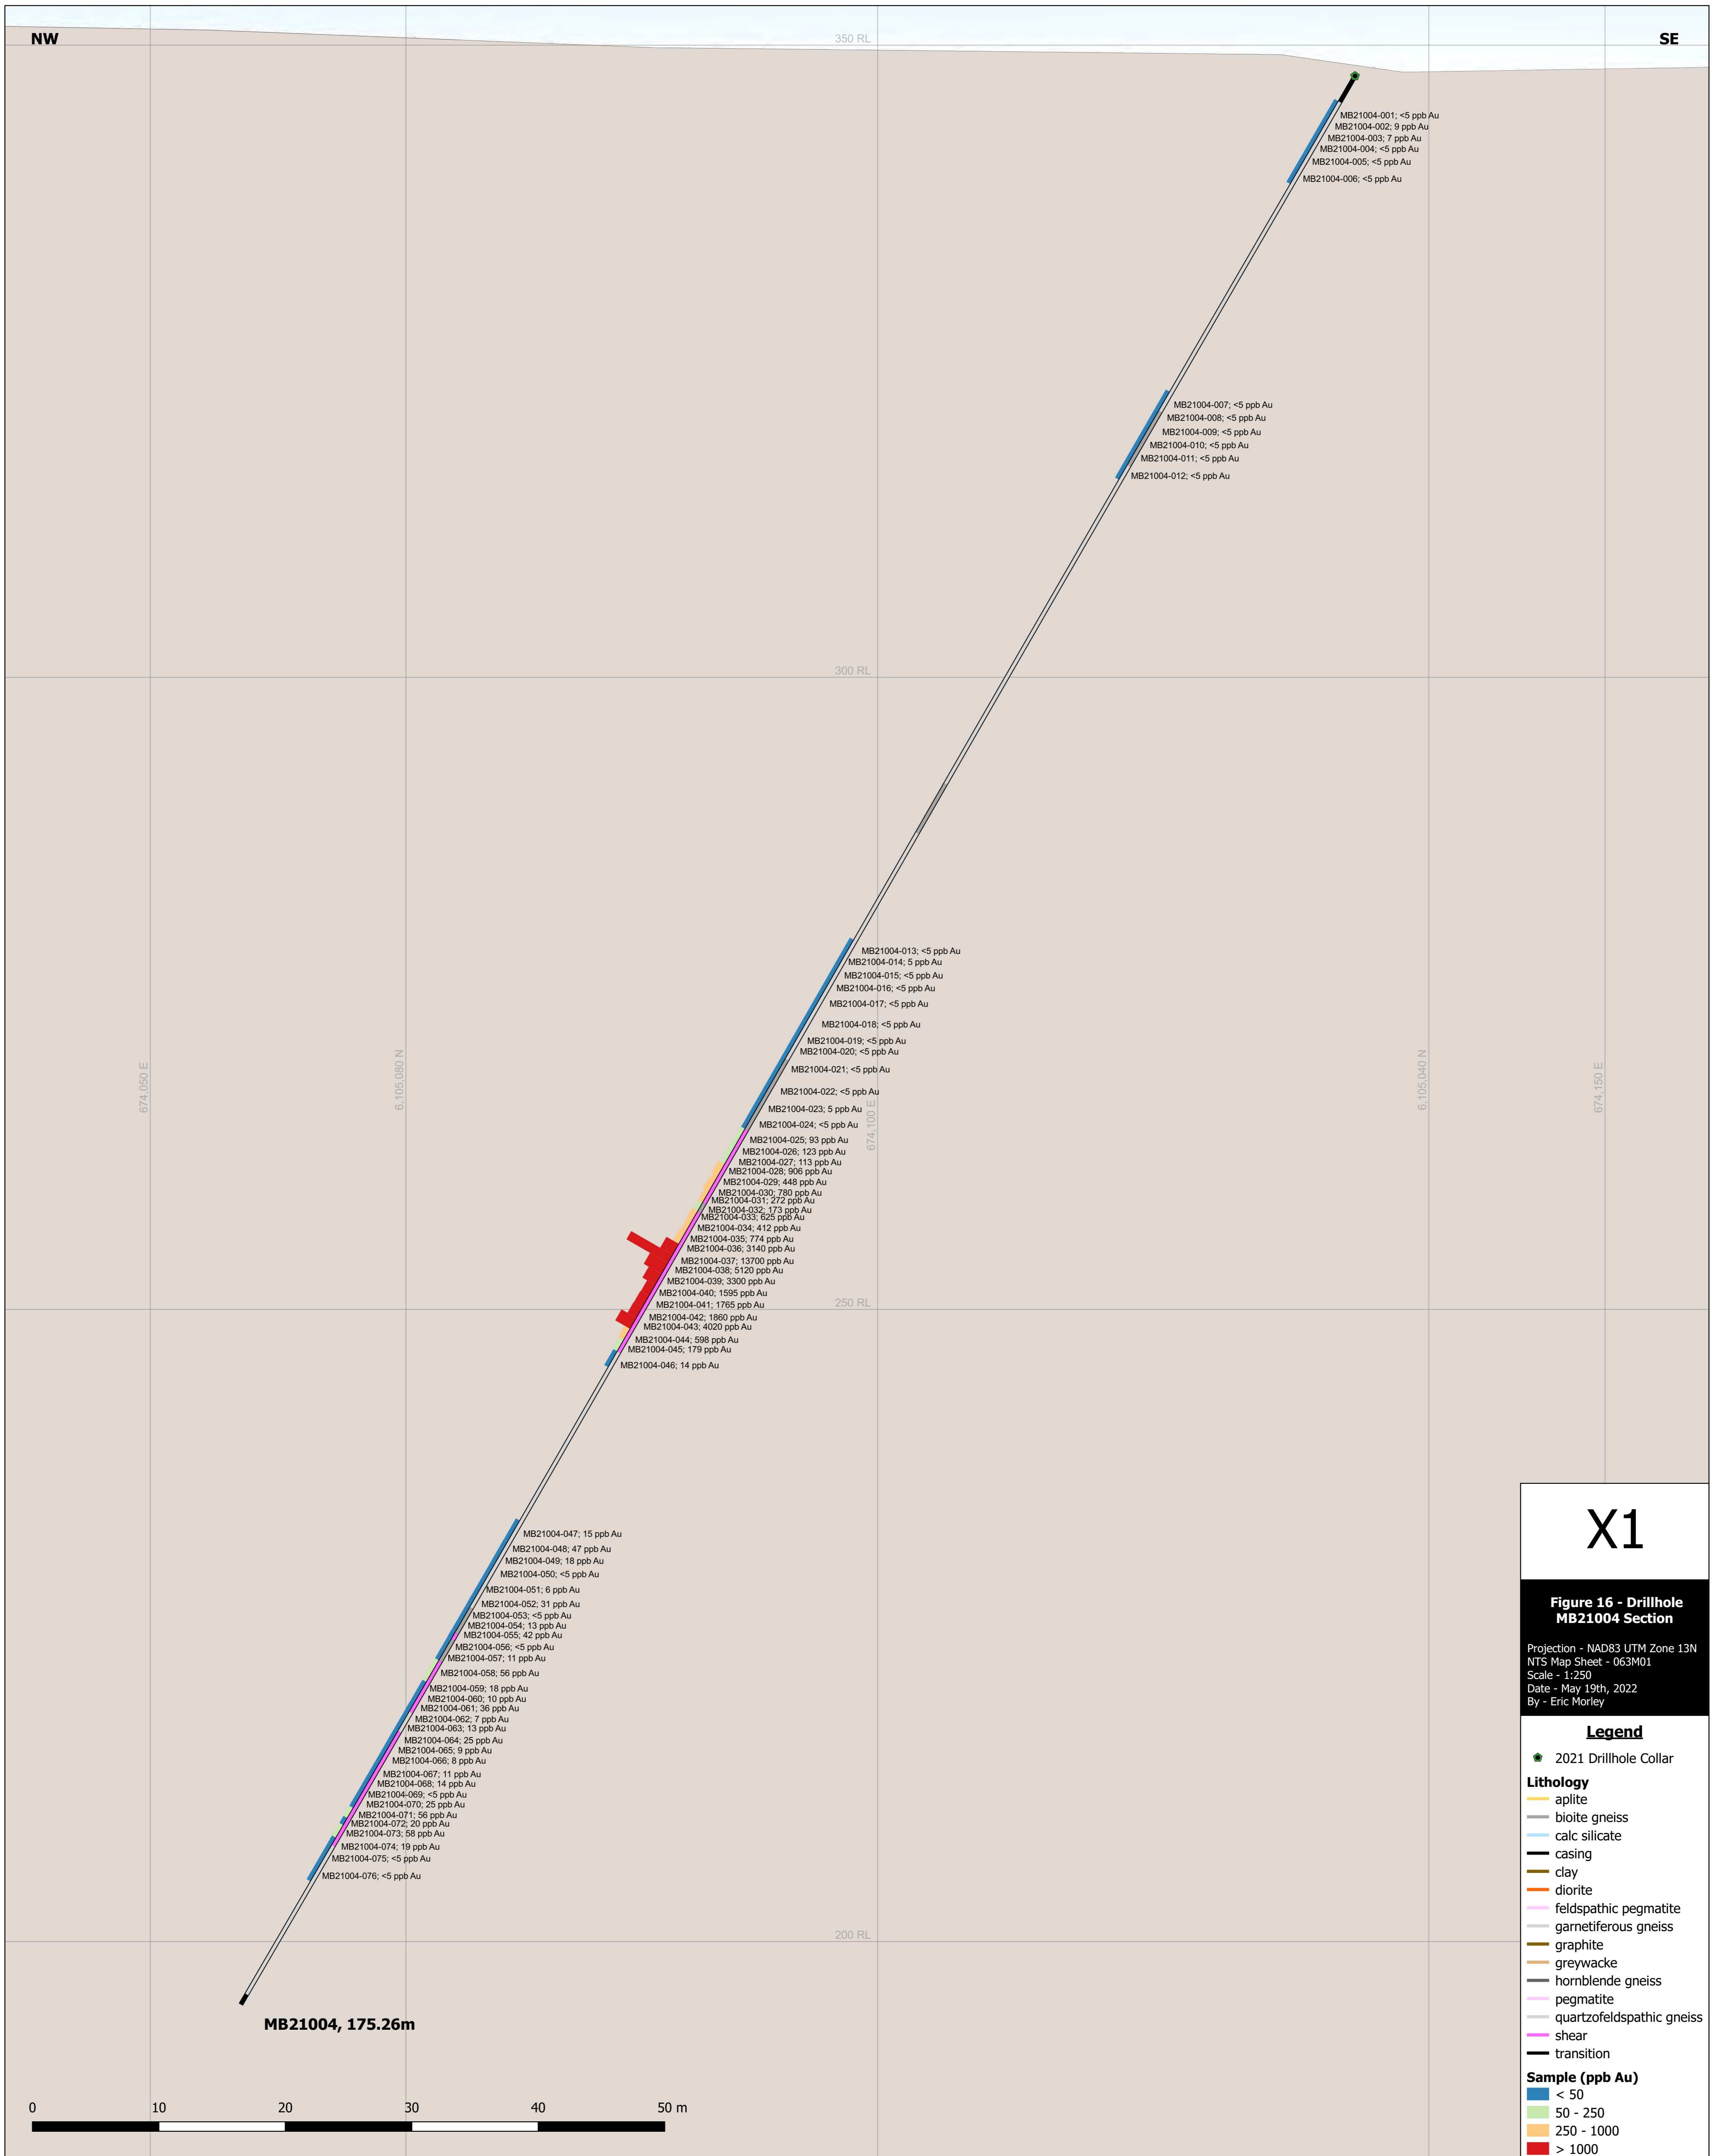 NW
350 RL
SE
MB21004-001; <5 ppb Au
MB21004-002; 9 ppb Au
MB21004-003; 7 ppb Au
MB21004-004; <5 ppb Au
MB21004-005; <5 ppb Au
MB21004-006; <5 ppb Au
MB21004-007; <5 ppb Au
MB21004-008; <5 ppb Au
MB21004-009; <5 ppb Au
MB21004-010; <5 ppb Au
MB21004-011; <5 ppb Au
MB21004-012; <5 ppb Au
300 RL
MB21004-013; <5 ppb Au
MB21004-014; 5 ppb Au
MB21004-015; <5 ppb Au
MB21004-016; <5 ppb Au
MB21004-017; <5 ppb Au
MB21004-018; <5 ppb Au
MB21004-019; <5 ppb Au
MB21004-020; <5 ppb Au
MB21004-021; <5 ppb Au
MB21004-022; <5 ppb Au
MB21004-023; 5 ppb Au
MB21004-024; <5 ppb Au
674,050 E
6,105,080 N
674,100 E
6,105,040 N
674,150 E
MB21004-025; 93 ppb Au
MB21004-026; 123 ppb Au
MB21004-027; 113 ppb Au
MB21004-028; 906 ppb Au
MB21004-029; 448 ppb Au
MB21004-030; 780 ppb Au
MB21004-031; 272 ppb Au
MB21004-032; 173 ppb Au
MB21004-033; 625 ppb Au
MB21004-034; 412 ppb Au
MB21004-035; 774 ppb Au
MB21004-036; 3140 ppb Au
MB21004-037; 13700 ppb Au
MB21004-038; 5120 ppb Au
MB21004-039; 3300 ppb Au
MB21004-040; 1595 ppb Au
MB21004-041; 1765 ppb Au
250 RL
MB21004-042; 1860 ppb Au
MB21004-043; 4020 ppb Au
MB21004-044; 598 ppb Au
MB21004-045; 179 ppb Au
MB21004-046; 14 ppb Au
MB21004-047; 15 ppb Au
MB21004-048; 47 ppb Au
MB21004-049; 18 ppb Au
MB21004-050; <5 ppb Au
MB21004-051; 6 ppb Au
MB21004-052; 31 ppb Au
MB21004-053; <5 ppb Au
MB21004-054; 13 ppb Au
MB21004-055; 42 ppb Au
MB21004-056; <5 ppb Au
MB21004-057; 11 ppb Au
MB21004-058; 56 ppb Au
MB21004-059; 18 ppb Au
MB21004-060; 10 ppb Au
MB21004-061; 36 ppb Au
MB21004-062; 7 ppb Au
MB21004-063; 13 ppb Au
MB21004-064; 25 ppb Au
MB21004-065; 9 ppb Au
MB21004-066; 8 ppb Au
MB21004-067; 11 ppb Au
MB21004-068; 14 ppb Au
MB21004-069; <5 ppb Au
MB21004-070; 25 ppb Au
MB21004-071; 56 ppb Au
MB21004-072; 20 ppb Au
MB21004-073; 58 ppb Au
MB21004-074; 19 ppb Au
MB21004-075; <5 ppb Au
MB21004-076; <5 ppb Au
200 RL
MB21004, 175.26m
0 10 20 30 40 50 m
X1
Figure 16 - Drillhole
MB21004 Section
Projection - NAD83 UTM Zone 13N
NTS Map Sheet - 063M01
Scale - 1:250
Date - May 19th, 2022
By - Eric Morley
Legend
2021 Drillhole Collar
Lithology
aplite
bioite gneiss
calc silicate
casing
clay
diorite
feldspathic pegmatite
garnetiferous gneiss
graphite
greywacke
hornblende gneiss
pegmatite
quartzofeldspathic gneiss
shear
transition
Sample (ppb Au)
< 50
50 - 250
250 - 1000
> 1000